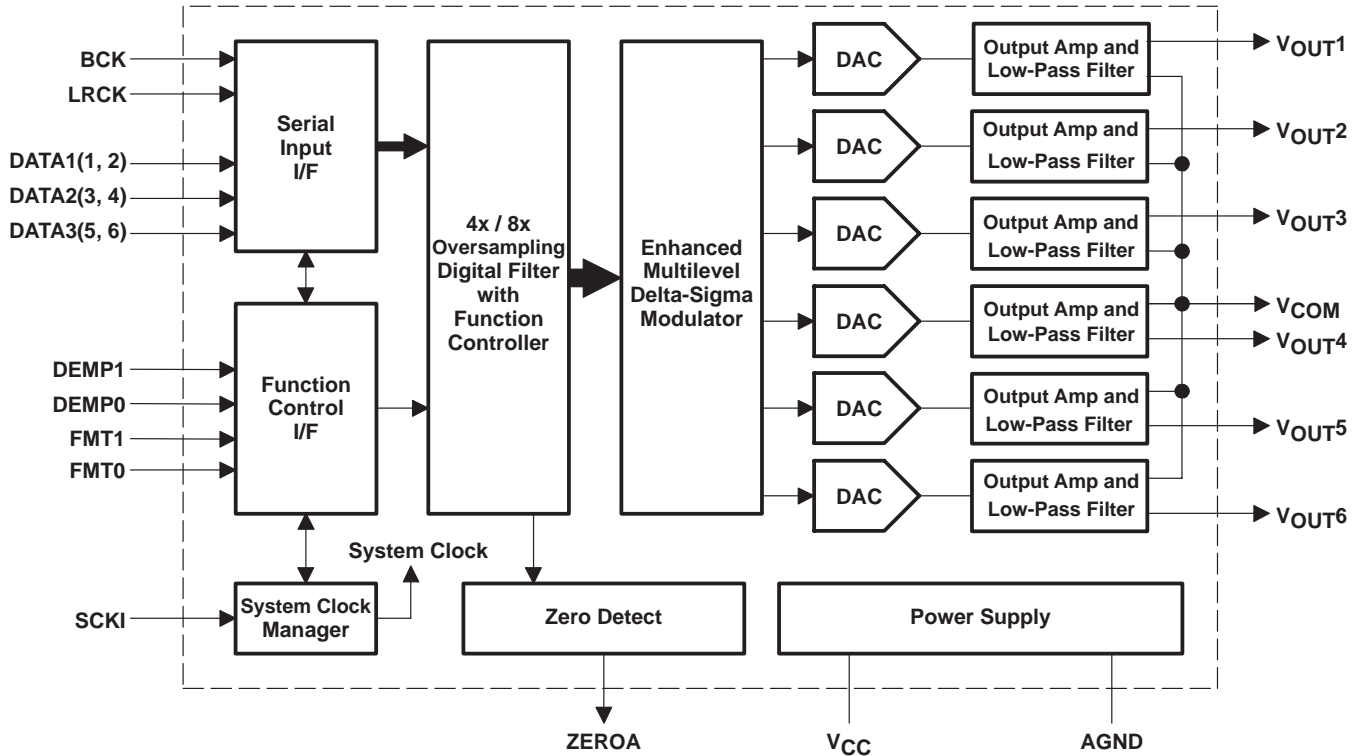 BCK
LRCK
DATA1(1, 2)
DATA2(3, 4)
DATA3(5, 6)
Serial
Input
I/F
DEMP1
DEMP0
FMT1
FMT0
Function
Control
I/F
SCKI
System Clock
Manager
System Clock
4x / 8x
Oversampling
Digital Filter
with
Function
Controller
Enhanced
Multilevel
Delta-Sigma
Modulator
DAC
Output Amp and
Low-Pass Filter
VOUT1
DAC
Output Amp and
Low-Pass Filter
VOUT2
DAC
Output Amp and
Low-Pass Filter
VOUT3
DAC
Output Amp and
Low-Pass Filter
VCOM
VOUT4
DAC
Output Amp and
Low-Pass Filter
VOUT5
DAC
Output Amp and
Low-Pass Filter
VOUT6
Zero Detect
Power Supply
ZEROA
VCC
AGND